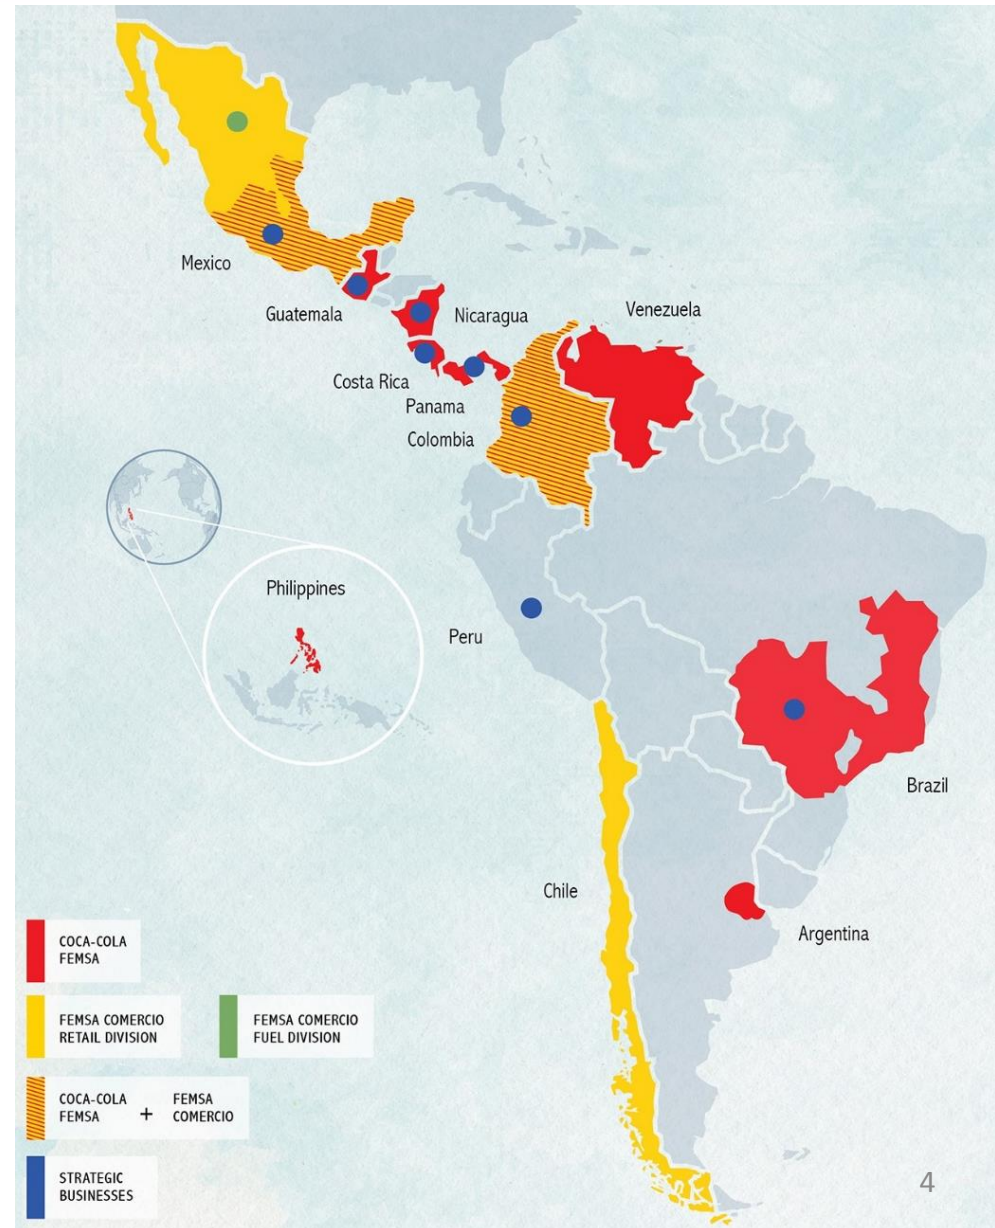 Mexico
Guatemala
Nicaragua
Venezuela
Costa Rica
Panama
Colombia
Philippines
Peru
Brazil
Chile
Argentina
COCA-COLA
FEMSA
FEMSA COMERCIO
RETAIL DIVISION
FEMSA COMERCIO
FUEL DIVISION
COCA-COLA
FEMSA
+
FEMSA
COMERCIO
STRATEGIC
BUSINESSES
4